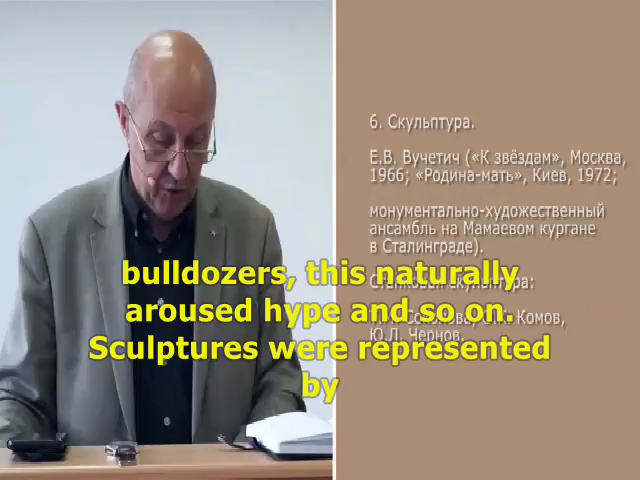 6. Скульптура.
Е.В. Вучетич («К звёздам», Москва,
1966; «Родина-мать», Киев, 1972;
монументально-художественный
ансамбль на Мамаевом кургане
в Сталинграде).
bulldozers, this naturally
aroused hype and so on.
Комов,
Ю.Л. Чернов.
Sculptures were represented
by